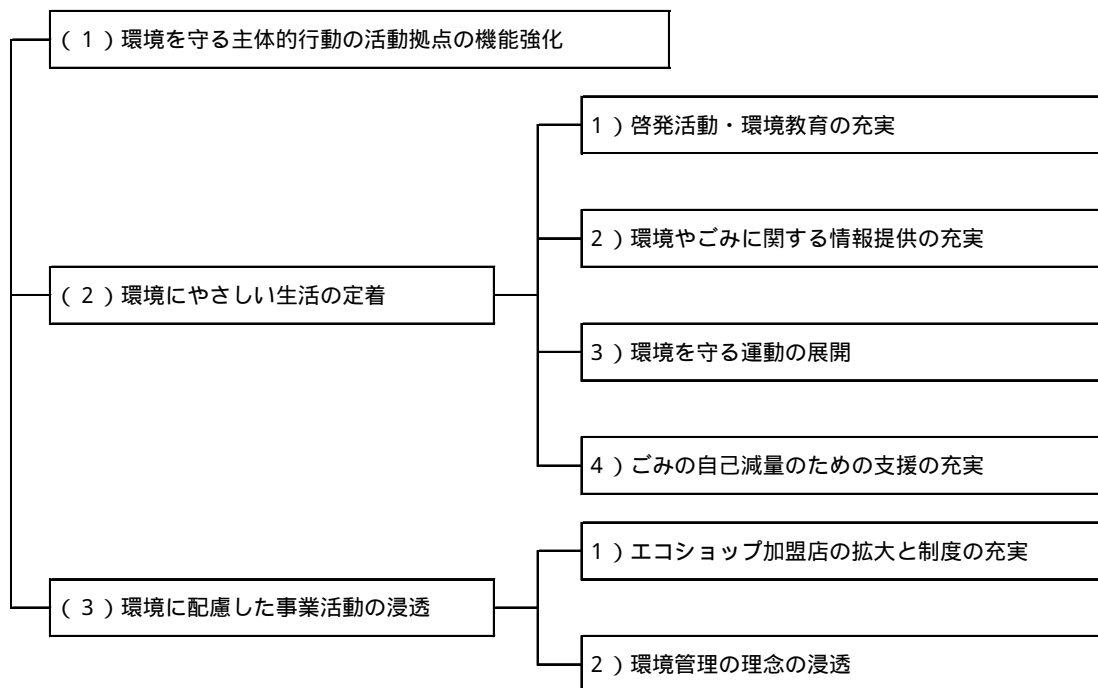 (1)環境を守る主体的行動の活動拠点の機能強化
(2)環境にやさしい生活の定着
1)啓発活動・環境教育の充実
2)環境やごみに関する情報提供の充実
3)環境を守る運動の展開
4)ごみの自己減量のための支援の充実
(3)環境に配慮した事業活動の浸透
1)エコショップ加盟店の拡大と制度の充実
2)環境管理の理念の浸透